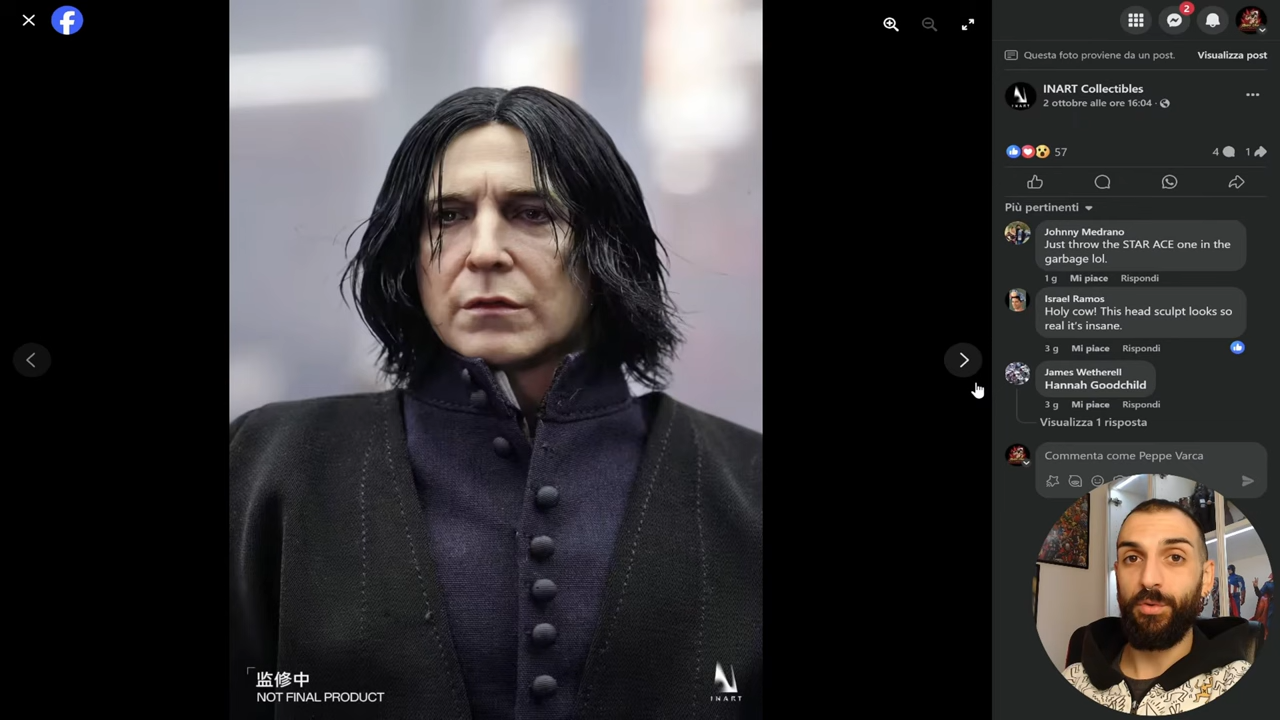 2
Questa foto proviene da un post.
Visualizza post
INART Collectibles
2 ottobre alle ore 16:04
57
4
1
Più pertinenti
Johnny Medrano
Just throw the STAR ACE one in the
garbage lol.
1 g Mi piace Rispondi
Israel Ramos
Holy cow! This head sculpt looks so
real it's insane.
3 g Mi piace Rispondi
James Wetherell
Hannah Goodchild
3 g Mi piace Rispondi
Visualizza 1 risposta
Commenta come Peppe Varca
监修中
NOT FINAL PRODUCT
INART